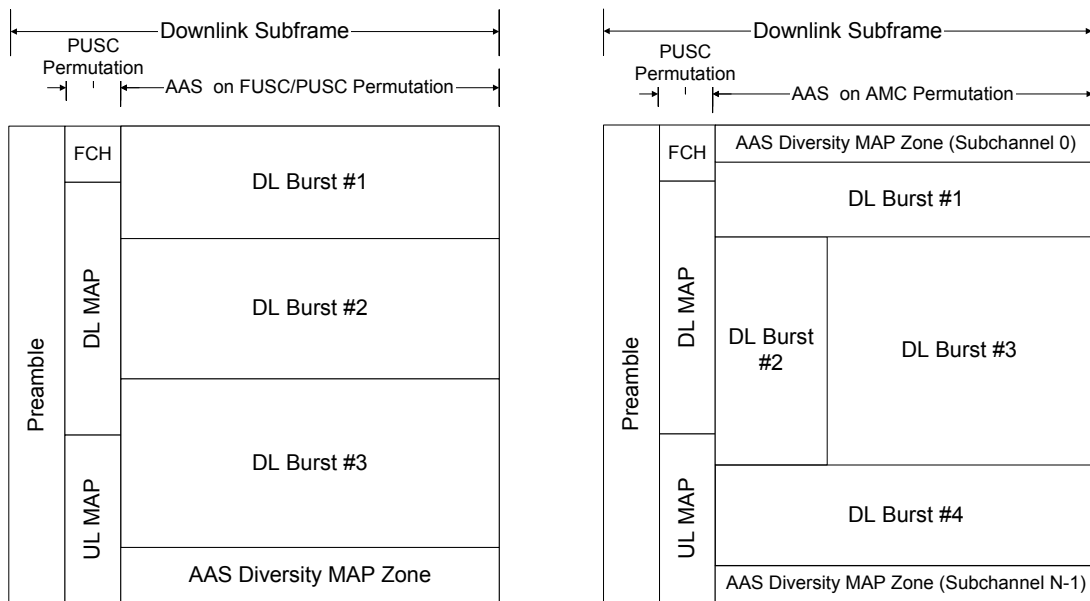 Downlink Subframe
PUSC
Permutation
AAS on FUSC/PUSC Permutation
Preamble
FCH
DL MAP
UL MAP
DL Burst #1
DL Burst #2
DL Burst #3
AAS Diversity MAP Zone
Downlink Subframe
PUSC
Permutation
AAS on AMC Permutation
Preamble
FCH
DL MAP
UL MAP
AAS Diversity MAP Zone (Subchannel 0)
DL Burst #1
DL Burst
#2
DL Burst #3
DL Burst #4
AAS Diversity MAP Zone (Subchannel N-1)